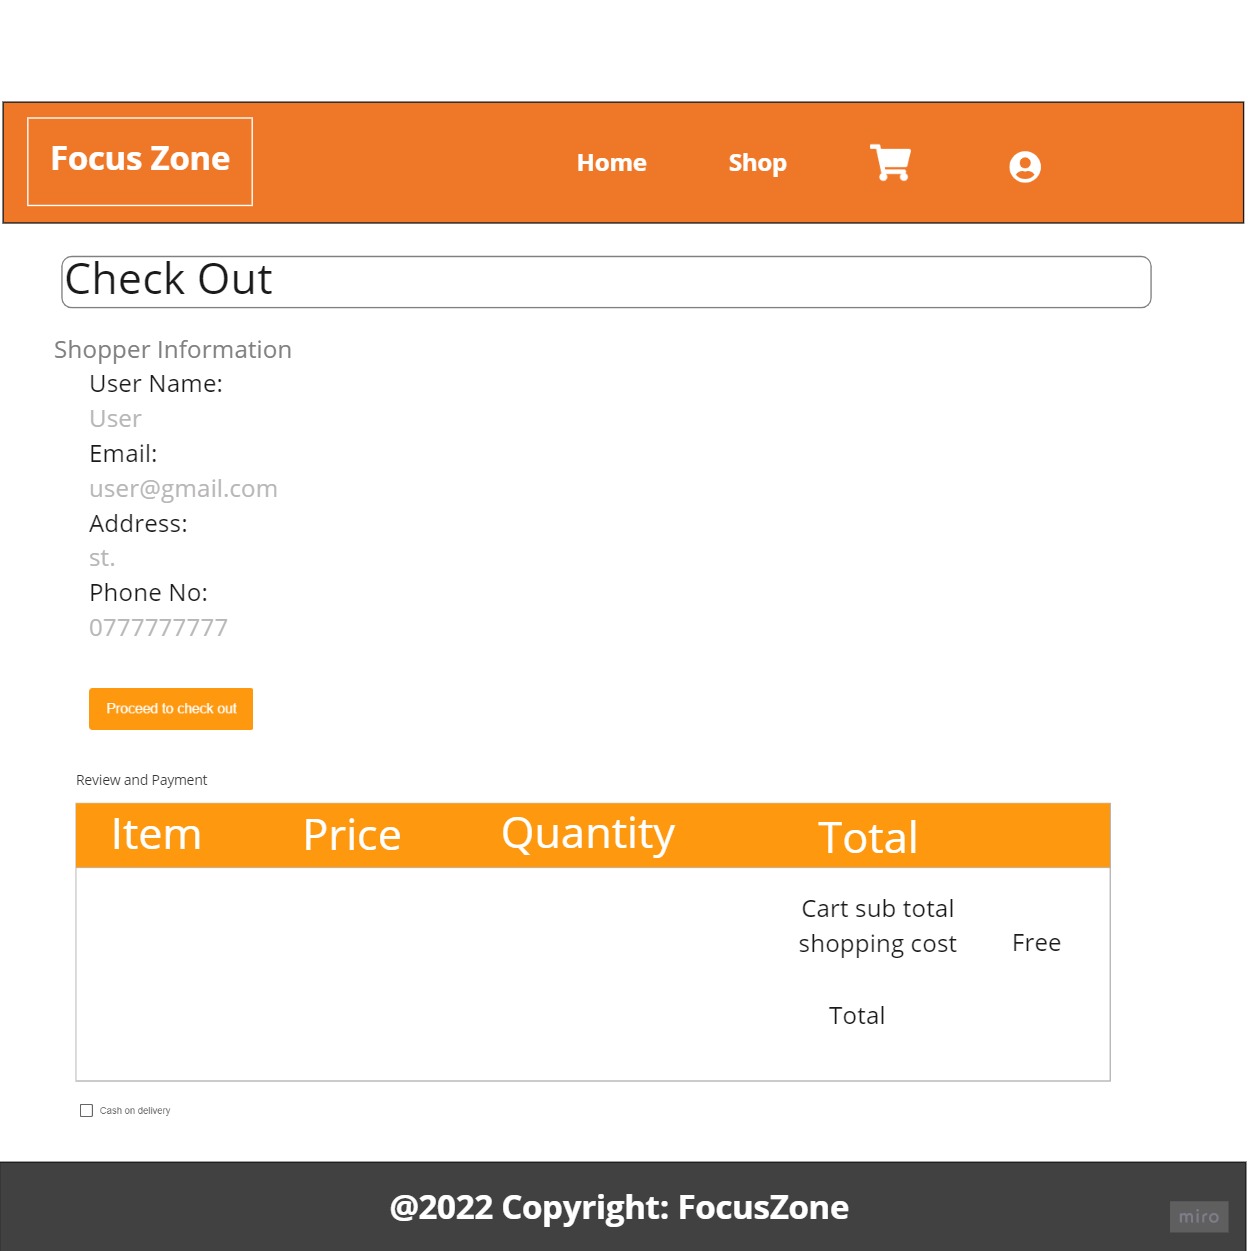 Focus Zone
Home Shop
Check Out
Shopper Information
User Name:
User
Email:
user@gmail.com
Address:
st.
Phone No:
0777777777
Proceed to check out
Review and Payment
Item Price Quantity Total
Cart sub total
shopping cost Free
Total
Cash on delivery
@2022 Copyright: FocusZone
miro